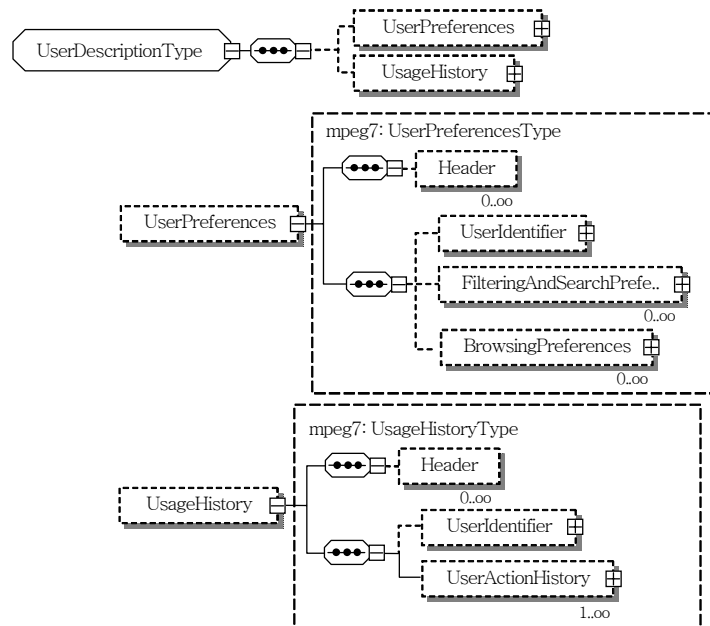 UserDescriptionType
UserPreferences
UsageHistory
mpeg7: UserPreferencesType
Header
0..oo
UserPreferences
UserIdentifier
FilteringAndSearchPrefe..
0..oo
BrowsingPreferences
0..oo
mpeg7: UsageHistoryType
Header
0..oo
UsageHistory
UserIdentifier
UserActionHistory
1..oo